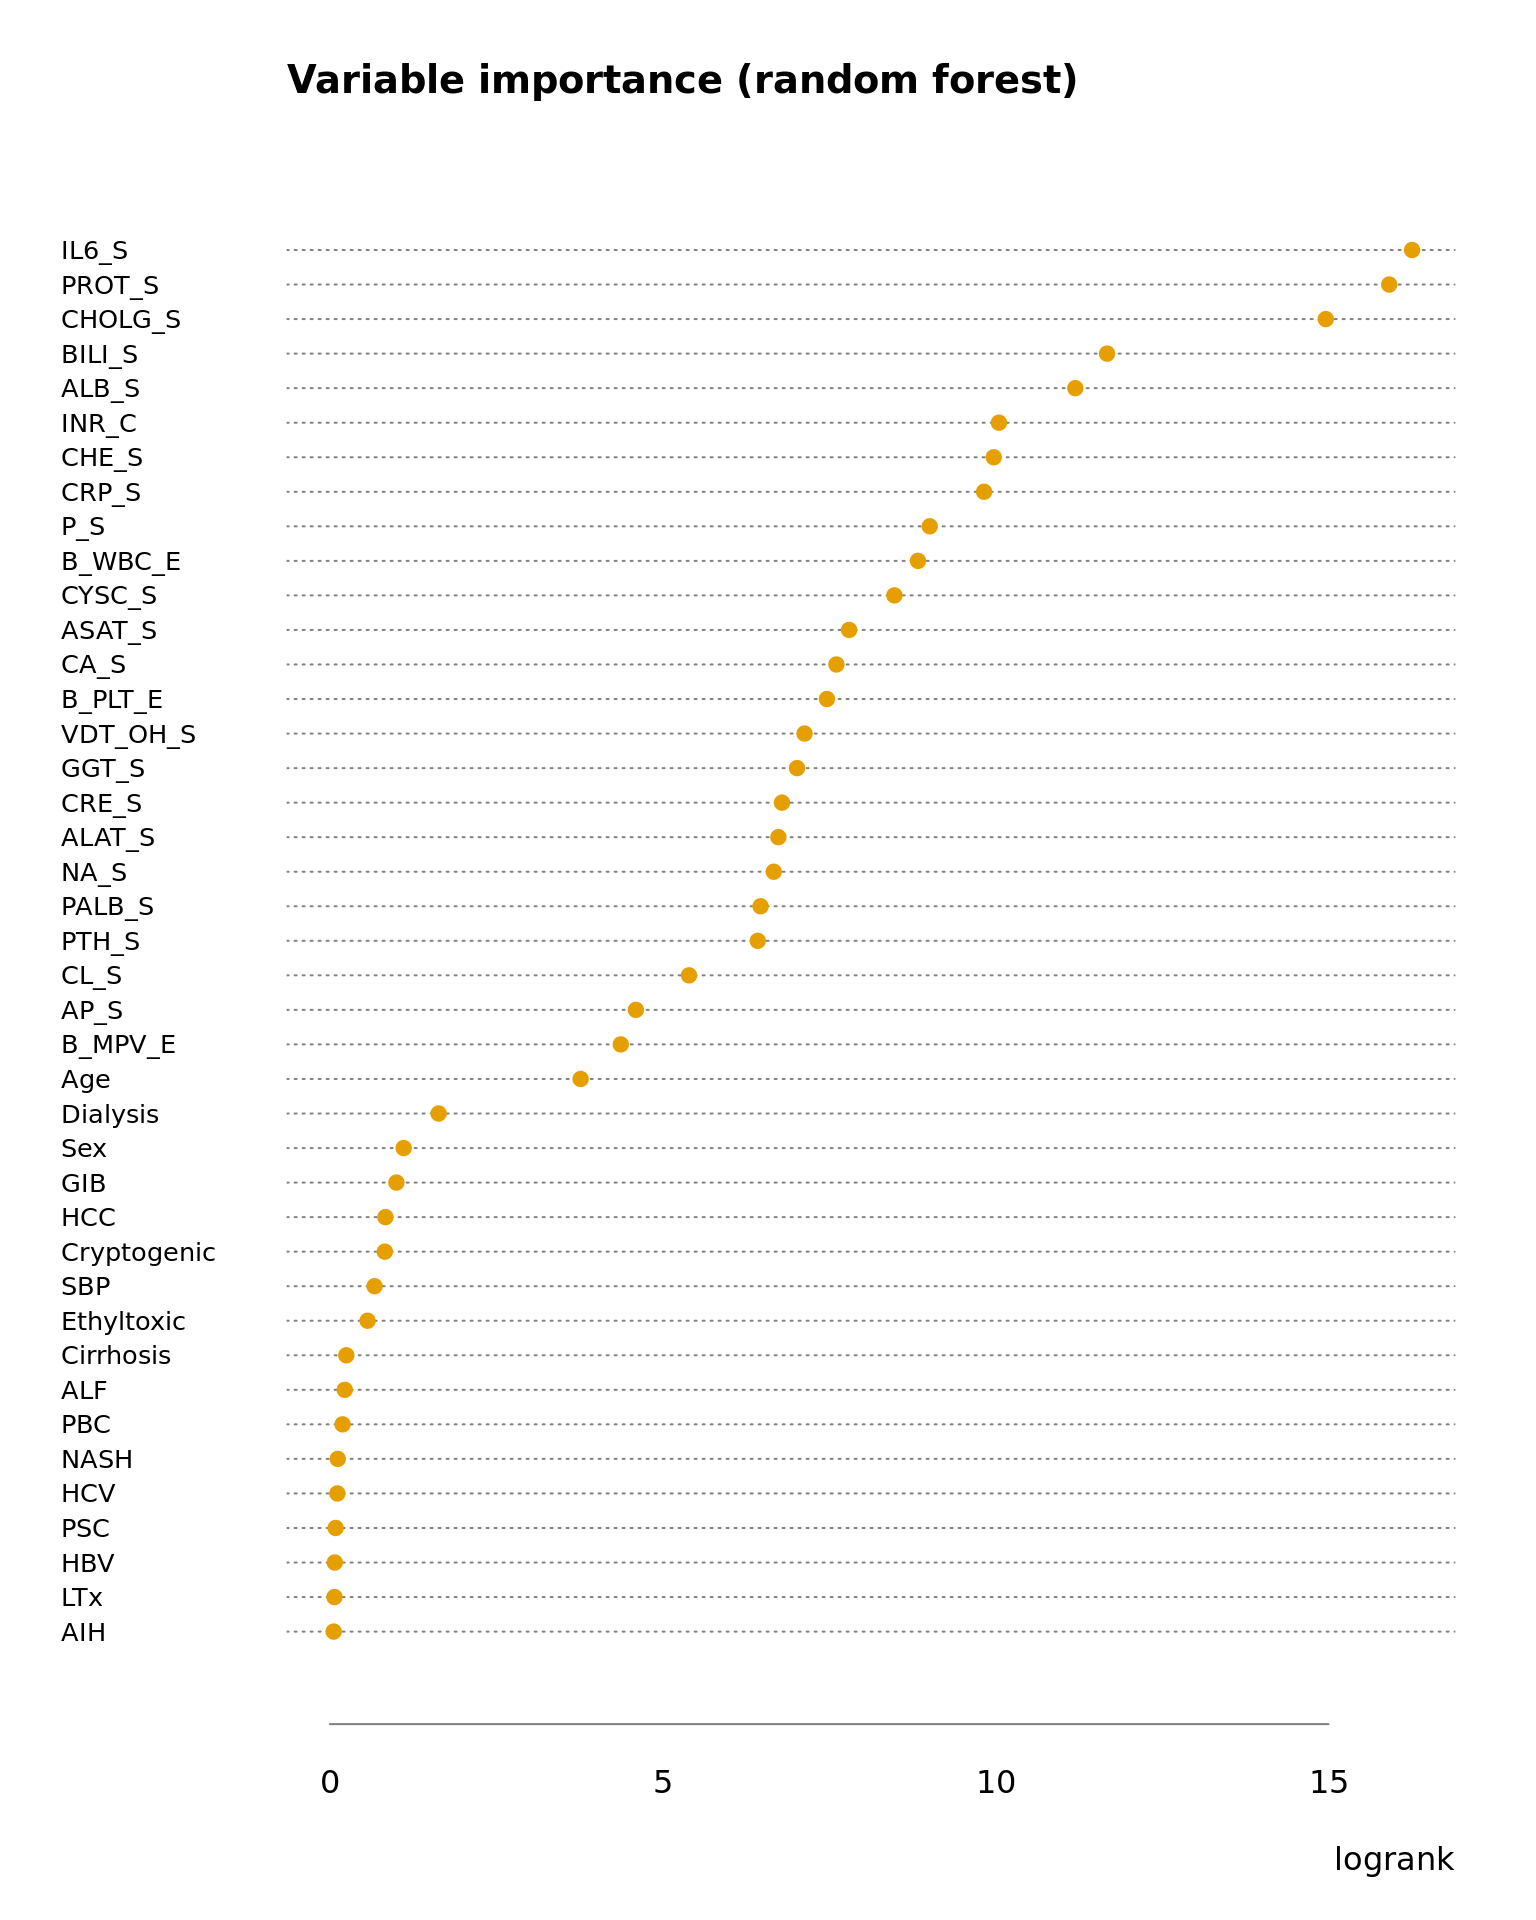 Variable importance (random forest)
IL6_S
PROT_S
CHOLG_S
BILI_S
ALB_S
INR_C
CHE_S
CRP_S
P_S
B_WBC_E
CYSC_S
ASAT_S
CA_S
B_PLT_E
VDT_OH_S
GGT_S
CRE_S
ALAT_S
NA_S
PALB_S
PTH_S
CL_S
AP_S
B_MPV_E
Age
Dialysis
Sex
GIB
HCC
Cryptogenic
SBP
Ethyltoxic
Cirrhosis
ALF
PBC
NASH
HCV
PSC
HBV
LTx
AIH
0 5 10 15
logrank